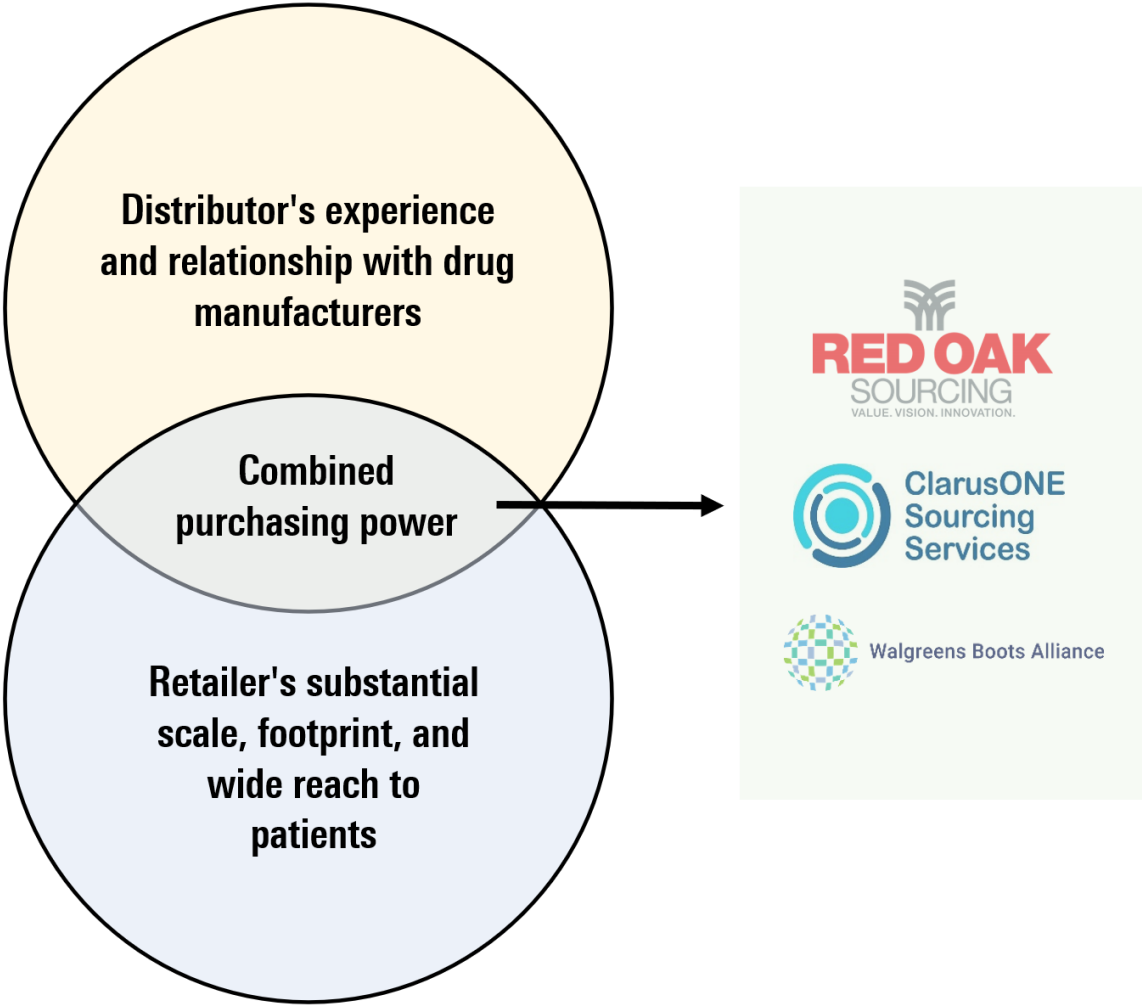 Distributor's experience
and relationship with drug
manufacturers
Combined
purchasing power
Retailer's substantial
scale, footprint, and
wide reach to
patients
RED OAK
SOURCING
VALUE. VISION. INNOVATION.
ClarusONE
Sourcing
Services
Walgreens Boots Alliance